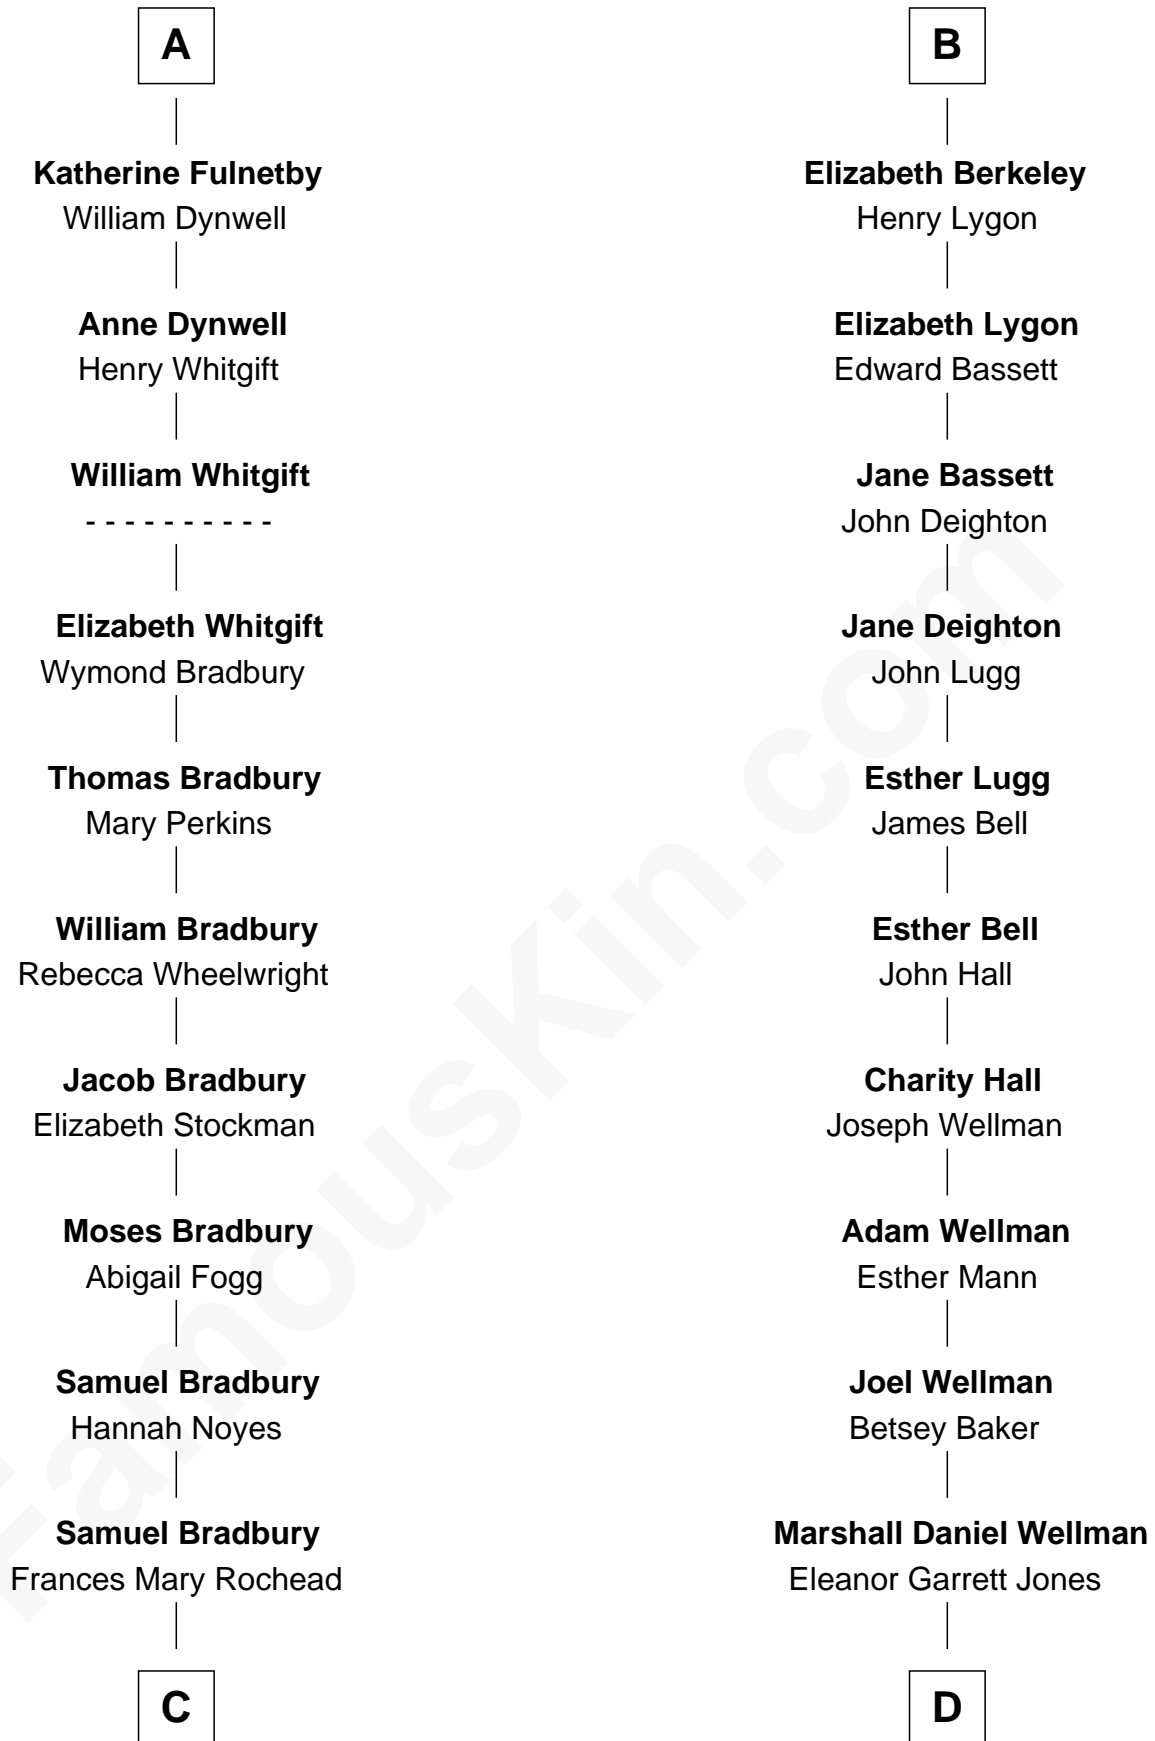 A
Katherine Fulnetby
William Dynwell
Anne Dynwell
Henry Whitgift
William Whitgift
- - - - - - - - - -
Elizabeth Whitgift
Wymond Bradbury
Thomas Bradbury
Mary Perkins
William Bradbury
Rebecca Wheelwright
Jacob Bradbury
Elizabeth Stockman
Moses Bradbury
Abigail Fogg
Samuel Bradbury
Hannah Noyes
Samuel Bradbury
Frances Mary Rochead
C
B
Elizabeth Berkeley
Henry Lygon
Elizabeth Lygon
Edward Bassett
Jane Bassett
John Deighton
Jane Deighton
John Lugg
Esther Lugg
James Bell
Esther Bell
John Hall
Charity Hall
Joseph Wellman
Adam Wellman
Esther Mann
Joel Wellman
Betsey Baker
Marshall Daniel Wellman
Eleanor Garrett Jones
D
FamousKin.com